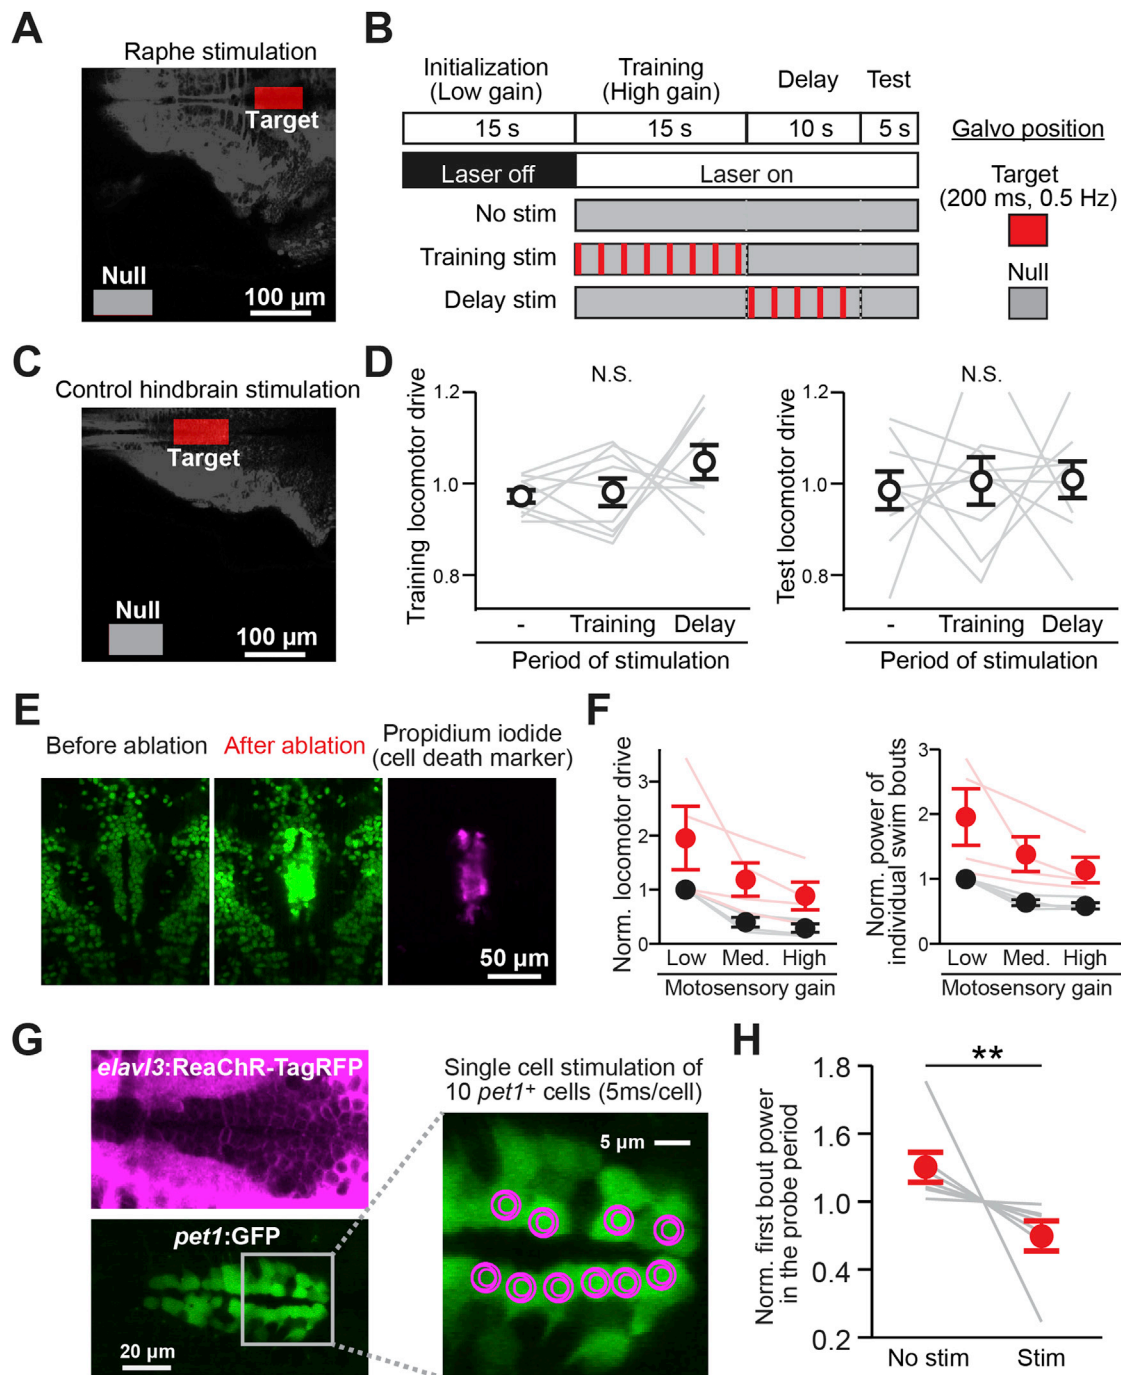 A
Raphe stimulation
Target
Null
100 µm
B
Initialization
(Low gain)
Training
(High gain)
Delay
Test
15 s
15 s
10 s
5 s
Laser off
Laser on
No stim
Training stim
Delay stim
Galvo position
Target
(200 ms, 0.5 Hz)
Null
C
Control hindbrain stimulation
Target
Null
100 µm
D
N.S.
Training locomotor drive
1.2
1.0
0.8
-
Training
Delay
Period of stimulation
N.S.
Test locomotor drive
1.2
1.0
0.8
-
Training
Delay
Period of stimulation
E
Before ablation
After ablation
Propidium iodide
(cell death marker)
50 µm
F
Norm. locomotor drive
3
2
1
0
Low
Med.
High
Motosensory gain
Norm. power of
individual swim bouts
3
2
1
0
Low
Med.
High
Motosensory gain
G
elavl3:ReaChR-TagRFP
pet1:GFP
20 µm
Single cell stimulation of
10 pet1+ cells (5ms/cell)
5 µm
H
**
Norm. first bout power
in the probe period
1.8
1.6
1.0
0.4
0.2
No stim
Stim